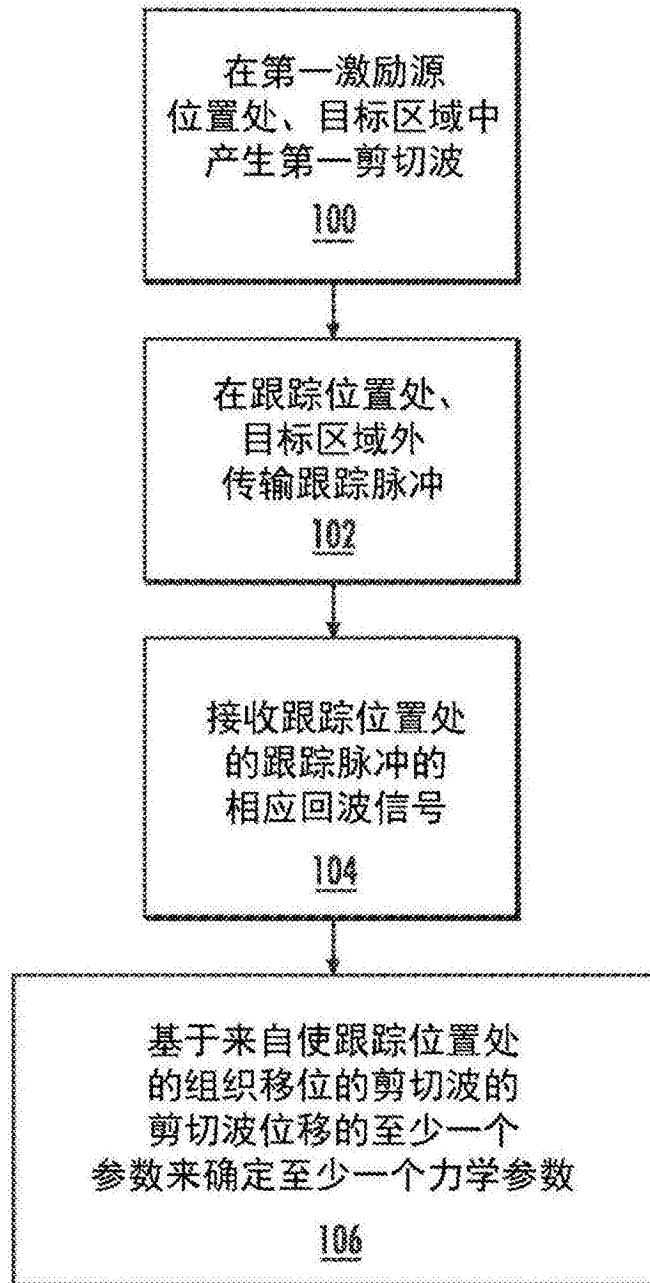 在第一激励源
位置处、目标区域中
产生第一剪切波
100
在跟踪位置处、
目标区域外
传输跟踪脉冲
102
接收跟踪位置处
的跟踪脉冲的
相应回波信号
104
基于来自使跟踪位置处
的组织移位的剪切波的
剪切波位移的至少一个
参数来确定至少一个力学参数
106